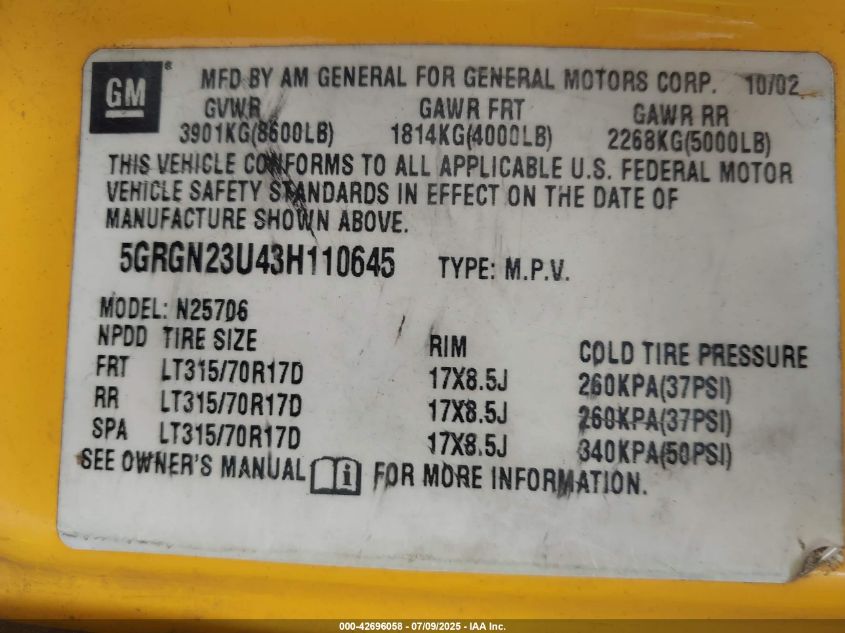 GM® MFD BY AM GENERAL FOR GENERAL MOTORS CORP. 10/02
GVWR GAWR FRT GAWR RR
3901KG(8600LB) 1814KG(4000LB) 2268KG(5000LB)
THIS VEHICLE CONFORMS TO ALL APPLICABLE U.S. FEDERAL MOTOR
VEHICLE SAFETY STANDARDS IN EFFECT ON THE DATE OF
MANUFACTURE SHOWN ABOVE.
5GRGN23U43H110645 TYPE: M.P.V.
MODEL: N25706
NPDD TIRE SIZE RIM COLD TIRE PRESSURE
FRT LT315/70R17D 17X8.5J 260KPA(37PSI)
RR LT315/70R17D 17X8.5J 260KPA(37PSI)
SPA LT315/70R17D 17X8.5J 340KPA(50PSI)
SEE OWNER'S MANUAL i FOR MORE INFORMATION.
000-42696058 - 07/09/2025 - IAA Inc.